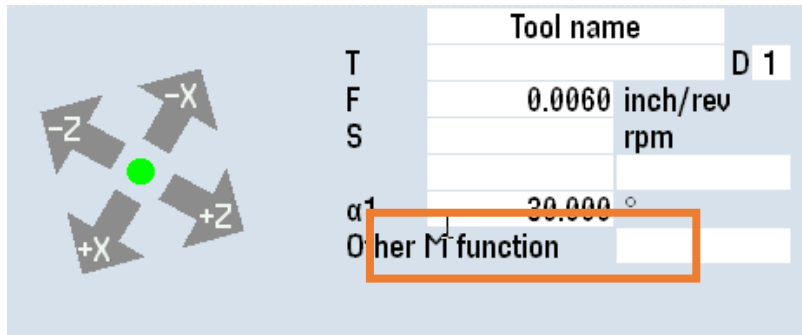 Tool name
T D 1
F 0.0060 inch/rev
S rpm
α1 30.000 °
Other M function
-X
-Z
+Z
+X